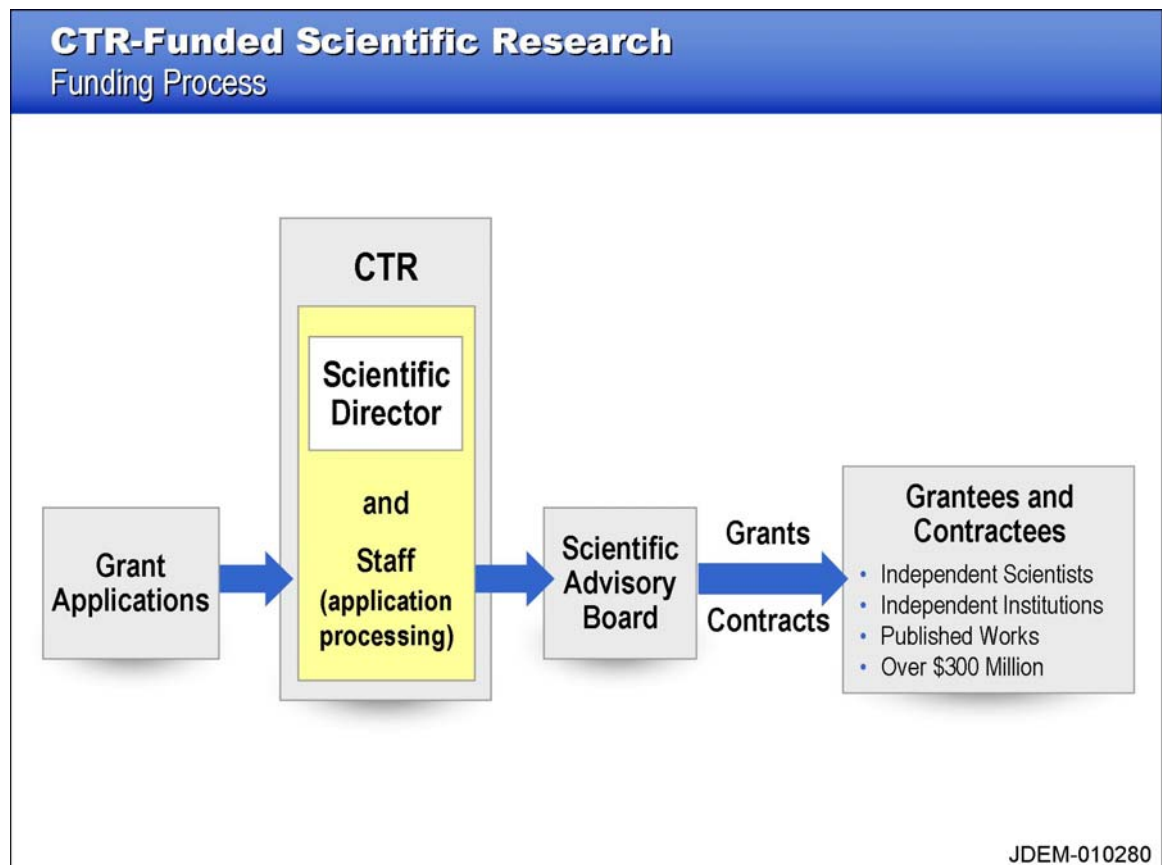 CTR-Funded Scientific Research
Funding Process
Grant
Applications
CTR
Scientific
Director
and
Staff
(application
processing)
Scientific
Advisory
Board
Grants
Contracts
Grantees and
Contractees
• Independent Scientists
• Independent Institutions
• Published Works
• Over $300 Million
JDEM-010280